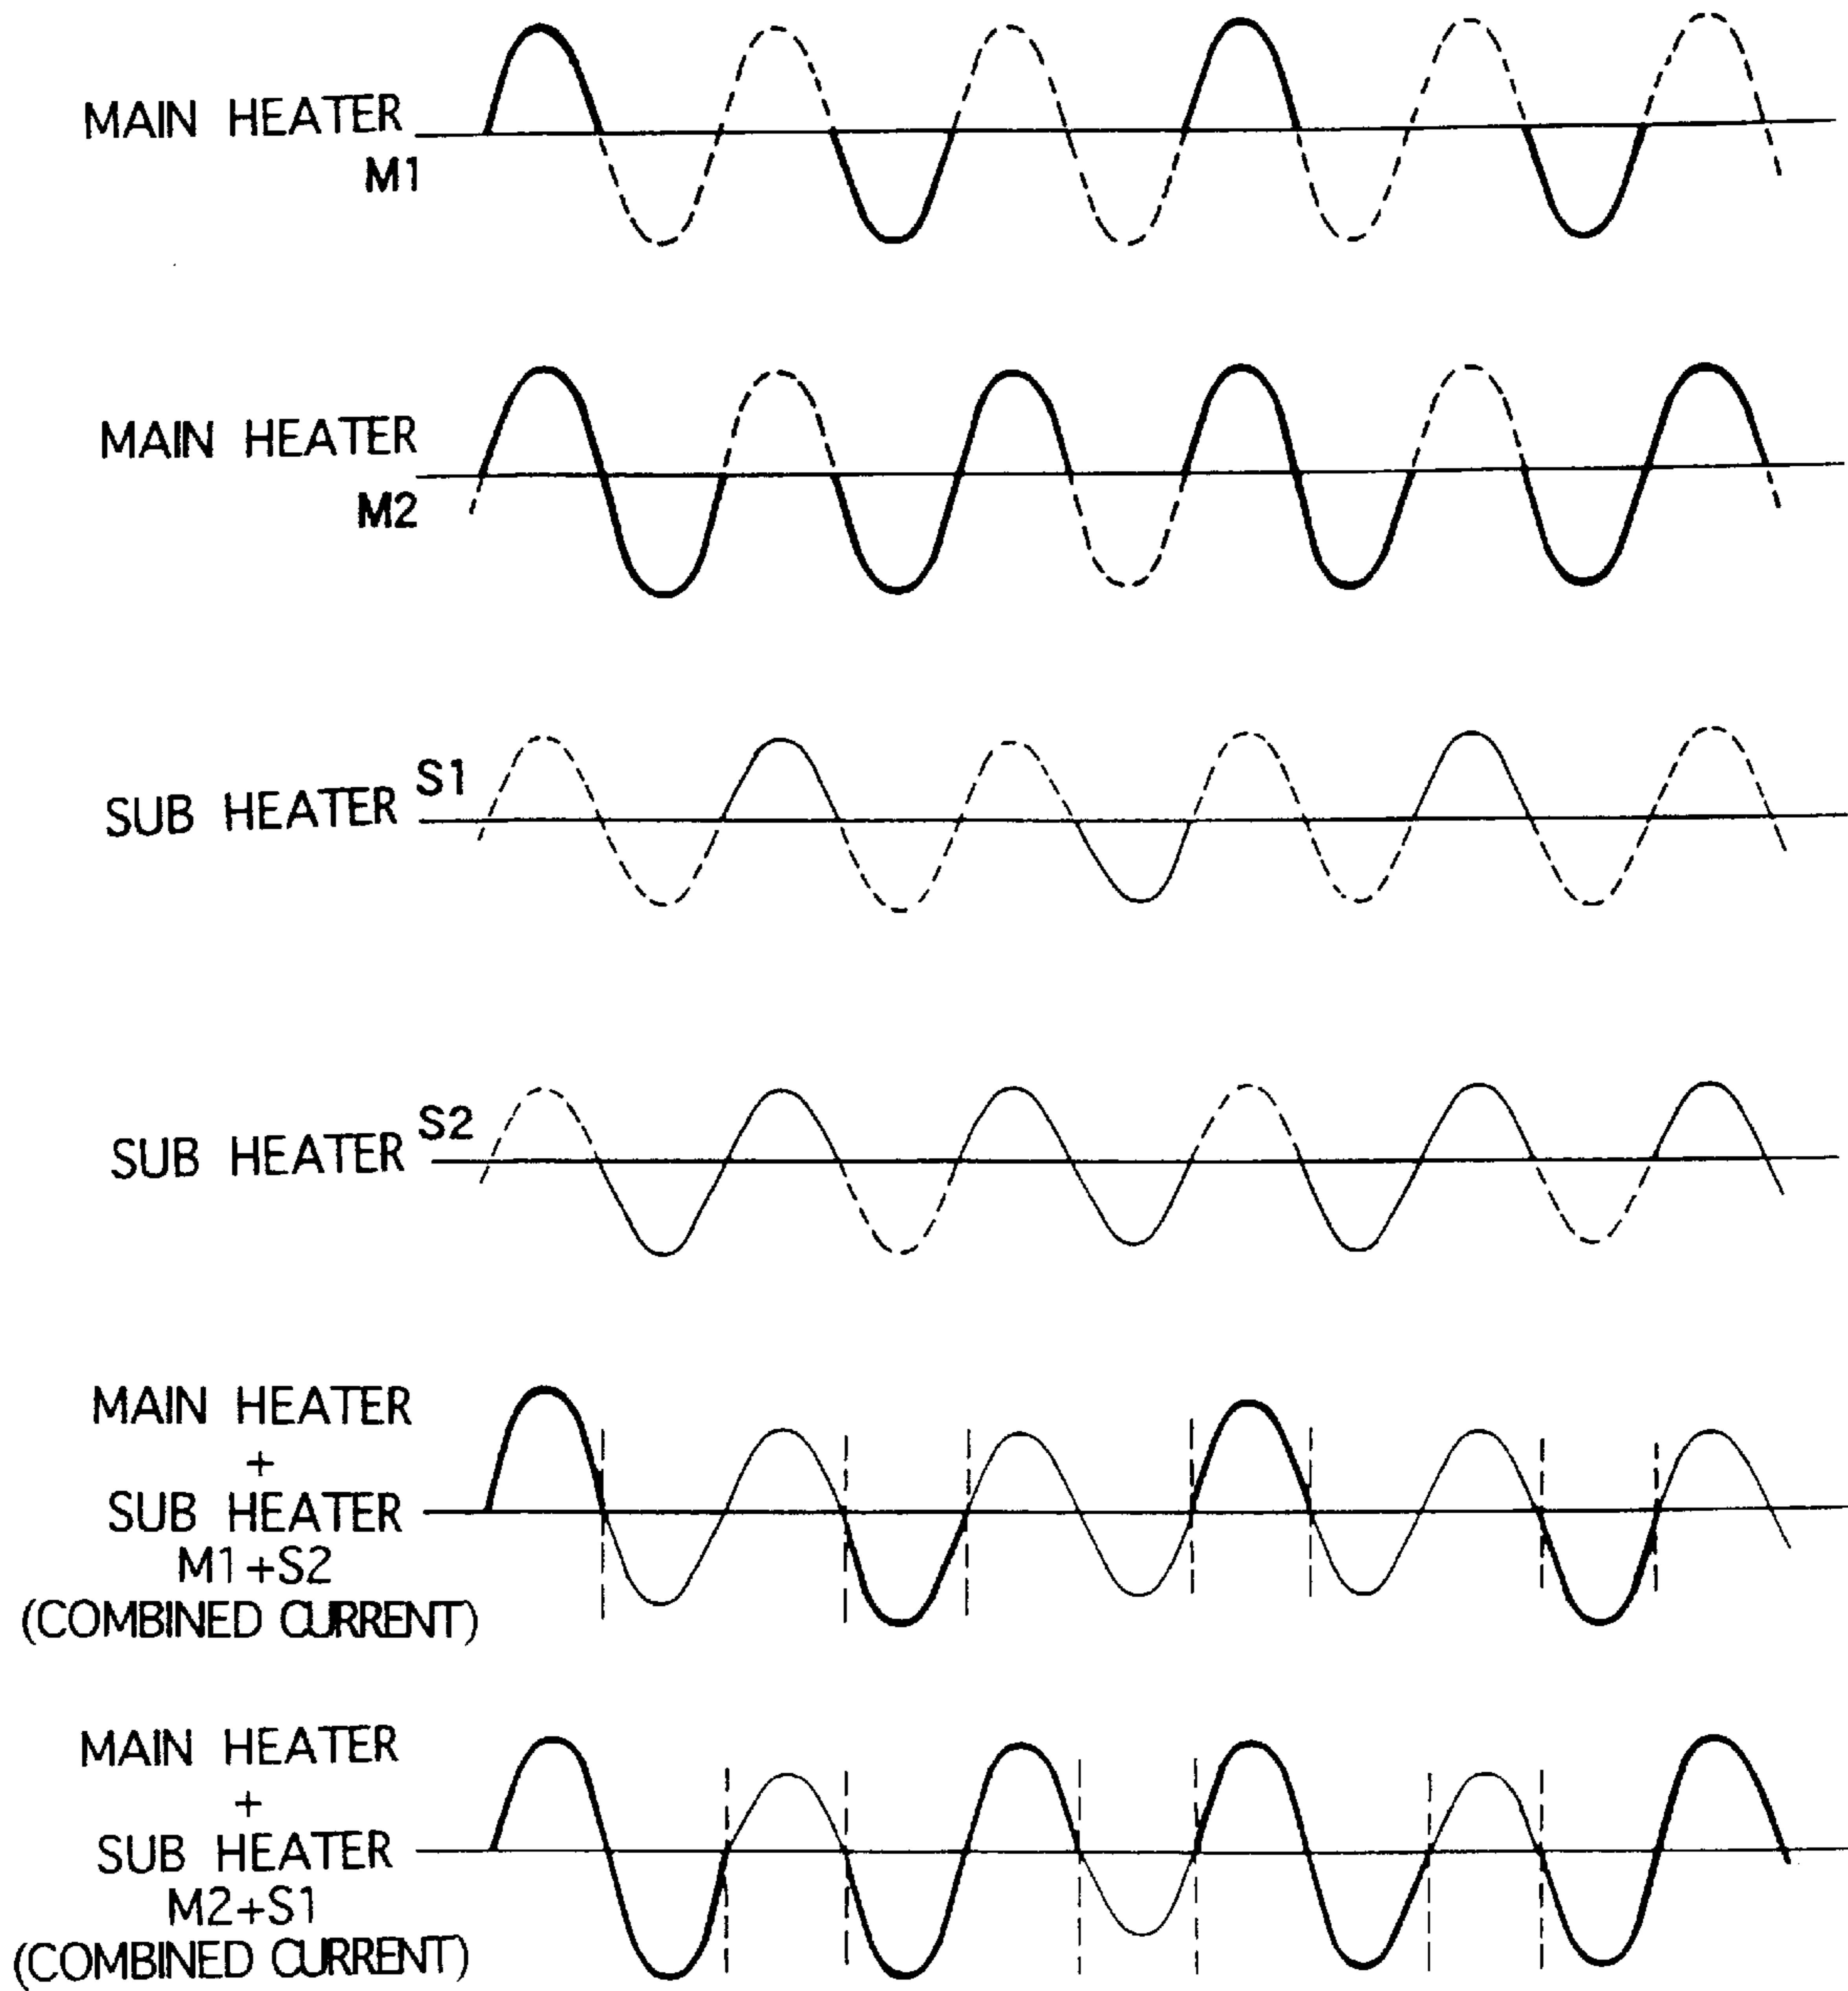 MAIN HEATER
M1
MAIN HEATER
M2
S1
SUB HEATER
S2
SUB HEATER
MAIN HEATER
+
SUB HEATER
M1+S2
(COMBINED CURRENT)
MAIN HEATER
+
SUB HEATER
M2+S1
(COMBINED CURRENT)